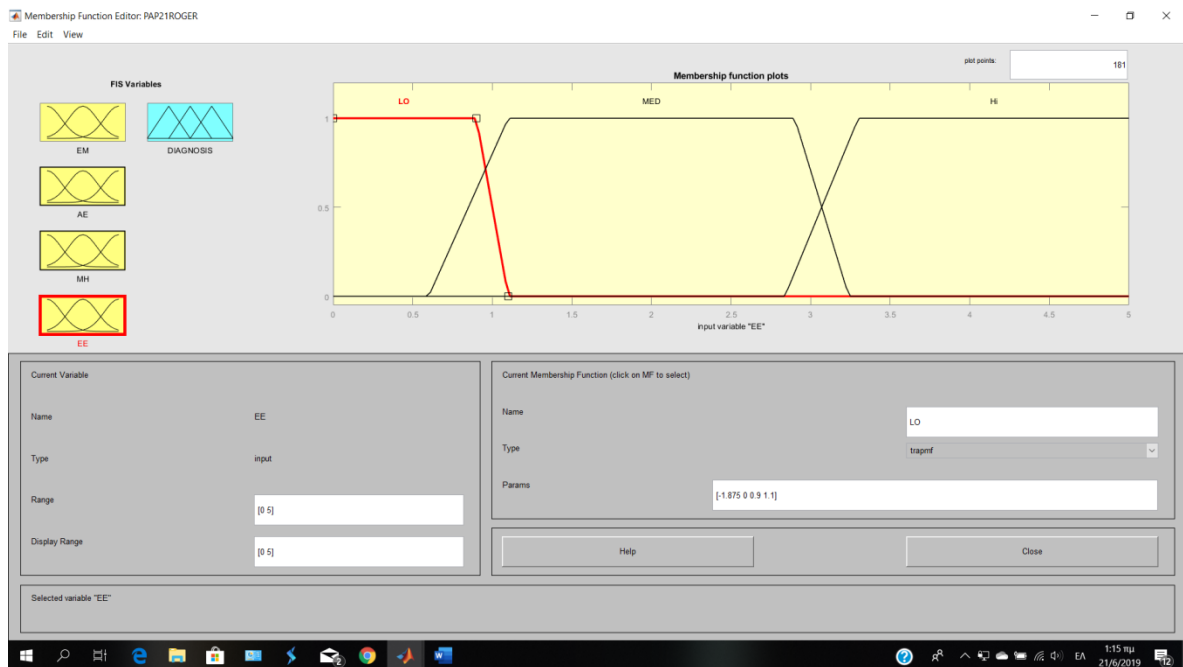 Membership Function Editor: PAP21ROGER
File Edit View
FIS Variables
EM
DIAGNOSIS
AE
MH
EE
plot points:
181
Membership function plots
LO
MED
Hi
1
0.5
0
0 0.5 1 1.5 2 2.5 3 3.5 4 4.5 5
input variable "EE"
Current Variable
Name
EE
Type
input
Range
[0 5]
Display Range
[0 5]
Current Membership Function (click on MF to select)
Name
LO
Type
trapmf
Params
[-1.875 0 0.9 1.1]
Help
Close
Selected variable "EE"
2
ΕΛ
1:15 πμ
21/6/2019
12